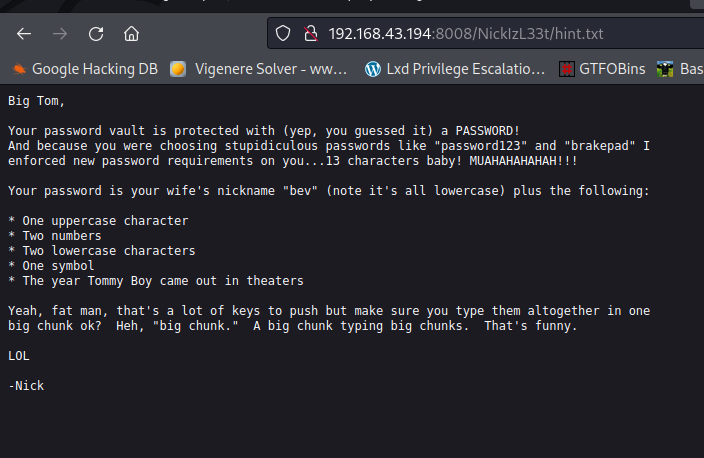 192.168.43.194:8008/NickIzL33t/hint.txt
Google Hacking DB Vigenere Solver - ww... Lxd Privilege Escalatio... GTFOBins Bas
Big Tom,
Your password vault is protected with (yep, you guessed it) a PASSWORD!
And because you were choosing stupidiculous passwords like "password123" and "brakepad" I
enforced new password requirements on you...13 characters baby! MUAHAHAHAHAH!!!
Your password is your wife's nickname "bev" (note it's all lowercase) plus the following:
* One uppercase character
* Two numbers
* Two lowercase characters
* One symbol
* The year Tommy Boy came out in theaters
Yeah, fat man, that's a lot of keys to push but make sure you type them altogether in one
big chunk ok? Heh, "big chunk." A big chunk typing big chunks. That's funny.
LOL
-Nick